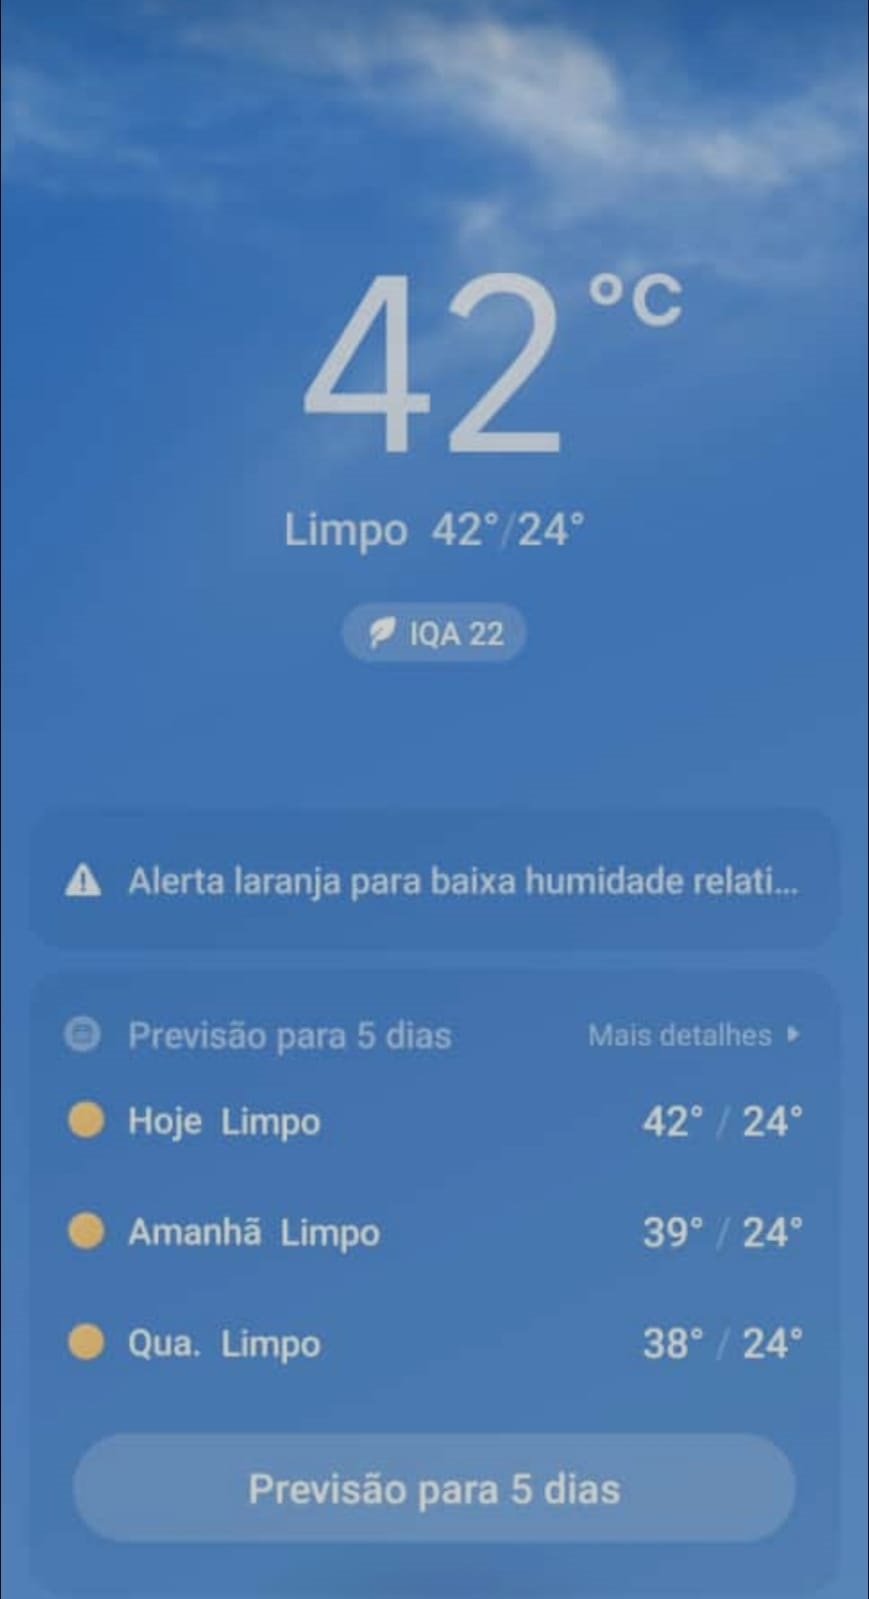 42 °C
Limpo 42°/24°
IQA 22
Alerta laranja para baixa humidade relati...
Previsão para 5 dias Mais detalhes
Hoje Limpo 42° / 24°
Amanhã Limpo 39° / 24°
Qua. Limpo 38° / 24°
Previsão para 5 dias